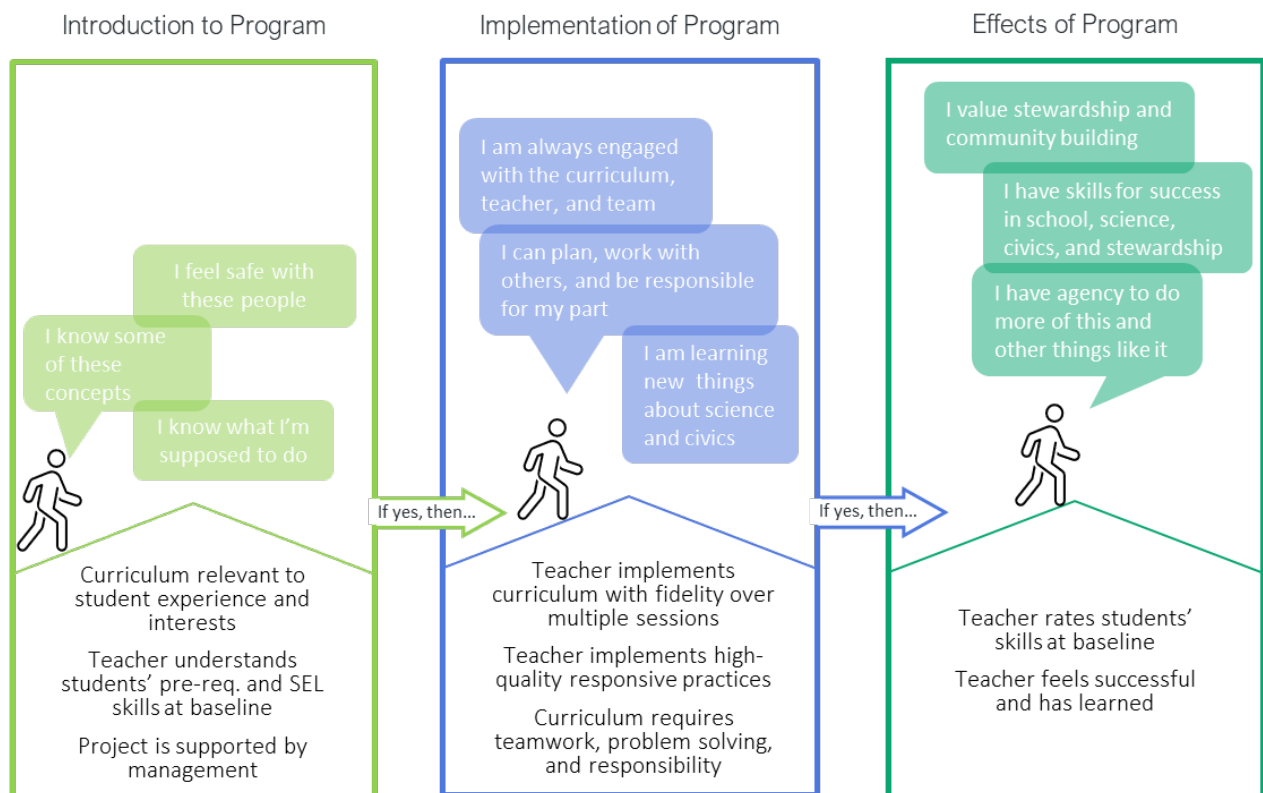 Introduction to Program
I feel safe with
these people
I know some
of these
concepts
I know what I'm
supposed to do
Curriculum relevant to
student experience and
interests
Teacher understands
students' pre-req. and SEL
skills at baseline
Project is supported by
management
If yes, then...
Implementation of Program
I am always engaged
with the curriculum,
teacher, and team
I can plan, work with
others, and be responsible
for my part
I am learning
new things
about science
and civics
Teacher implements
curriculum with fidelity over
multiple sessions
Teacher implements high-
quality responsive practices
Curriculum requires
teamwork, problem solving,
and responsibility
If yes, then...
Effects of Program
I value stewardship and
community building
I have skills for success
in school, science,
civics, and stewardship
I have agency to do
more of this and
other things like it
Teacher rates students'
skills at baseline
Teacher feels successful
and has learned